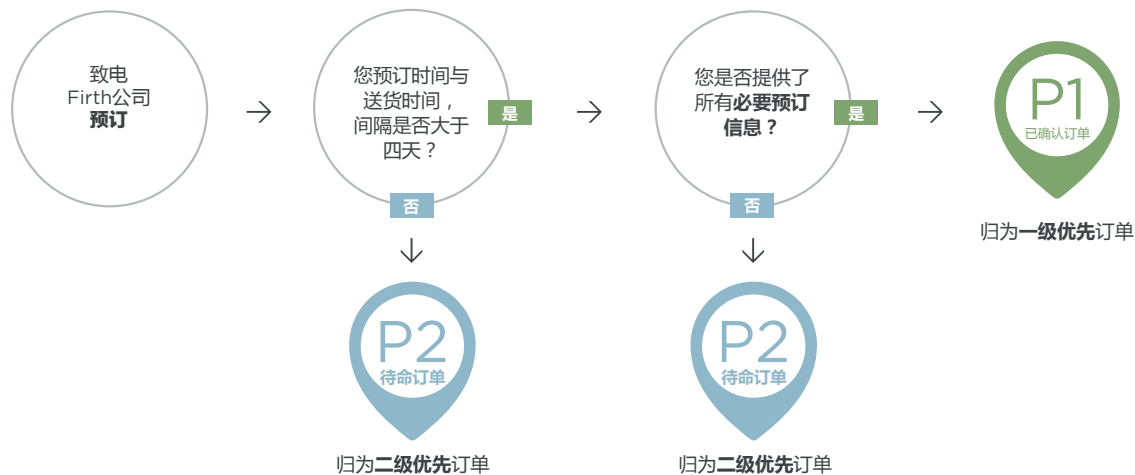 致电
Firth公司
预订
您预订时间与
送货时间，
间隔是否大于
四天？
是
否
您是否提供了
所有必要预订
信息？
是
否
P1
已确认订单
归为一级优先订单
P2
待命订单
归为二级优先订单
P2
待命订单
归为二级优先订单